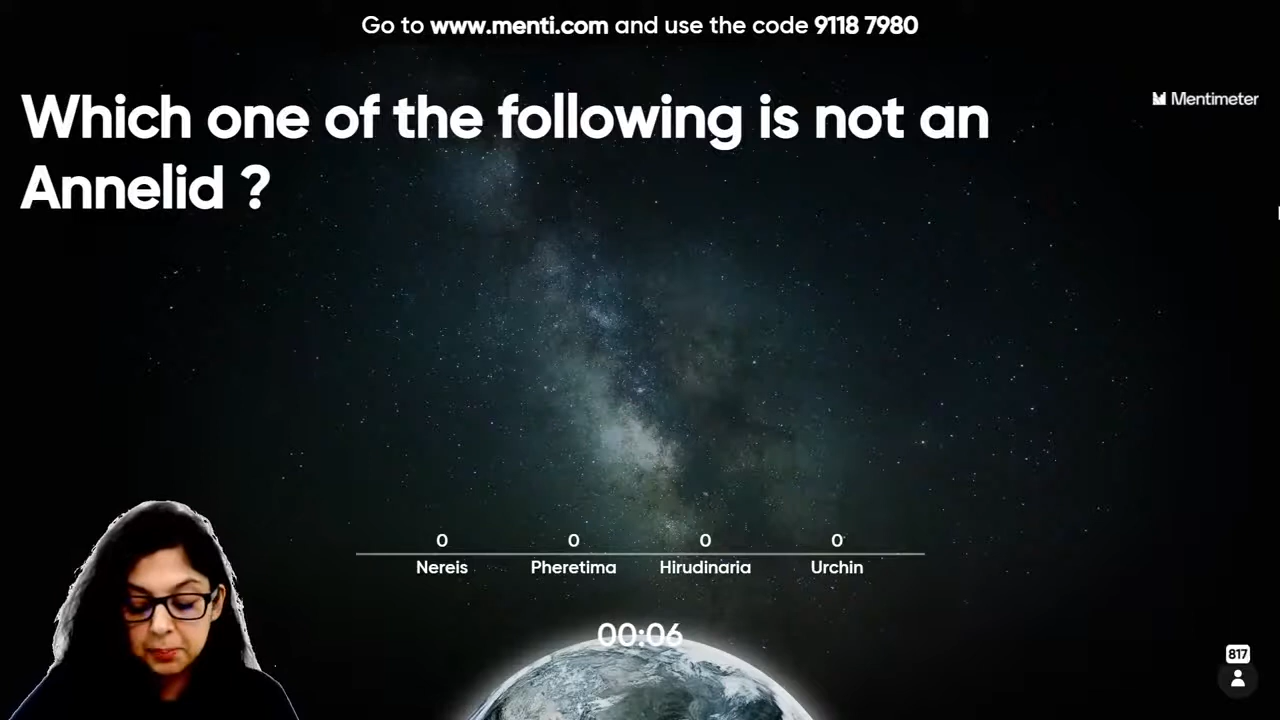 Go to www.menti.com and use the code 9118 7980
Mentimeter
Which one of the following is not an
Annelid ?
0 0 0 0
Nereis Pheretima Hirudinaria Urchin
00:06
817